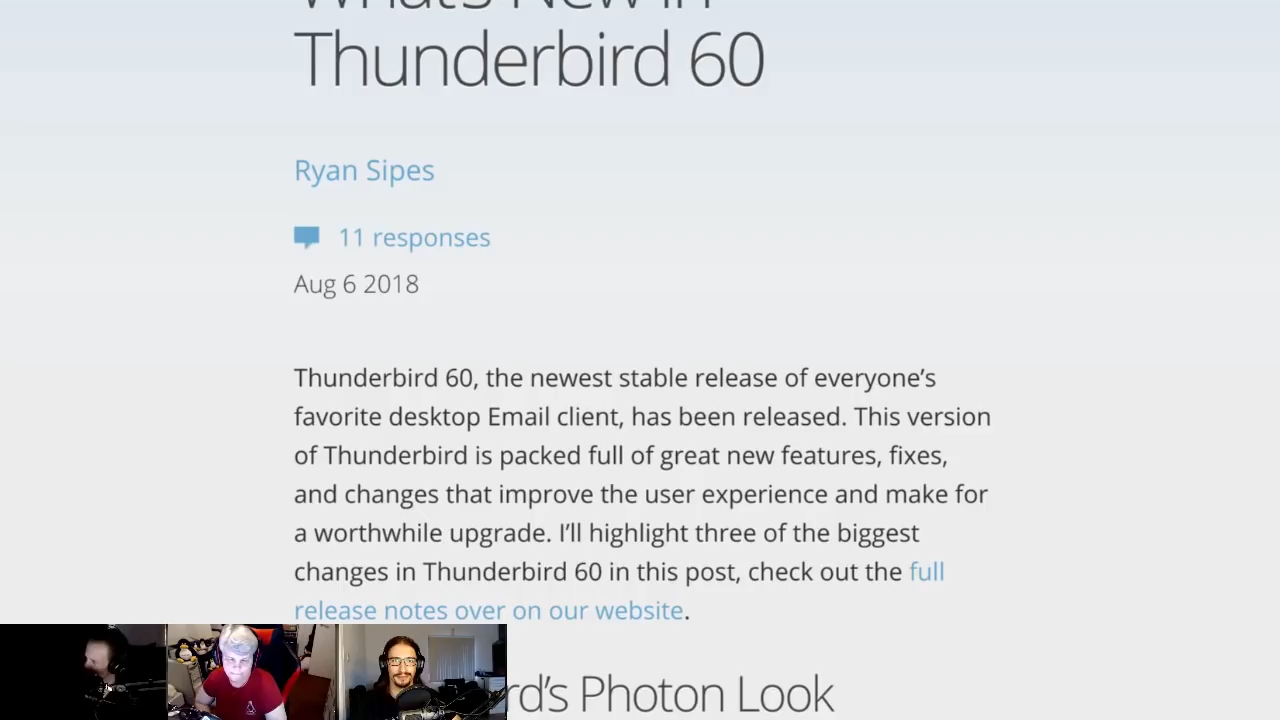 What's New in
Thunderbird 60
Ryan Sipes
11 responses
Aug 6 2018
Thunderbird 60, the newest stable release of everyone’s
favorite desktop Email client, has been released. This version
of Thunderbird is packed full of great new features, fixes,
and changes that improve the user experience and make for
a worthwhile upgrade. I’ll highlight three of the biggest
changes in Thunderbird 60 in this post, check out the full
release notes over on our website.
rd’s Photon Look